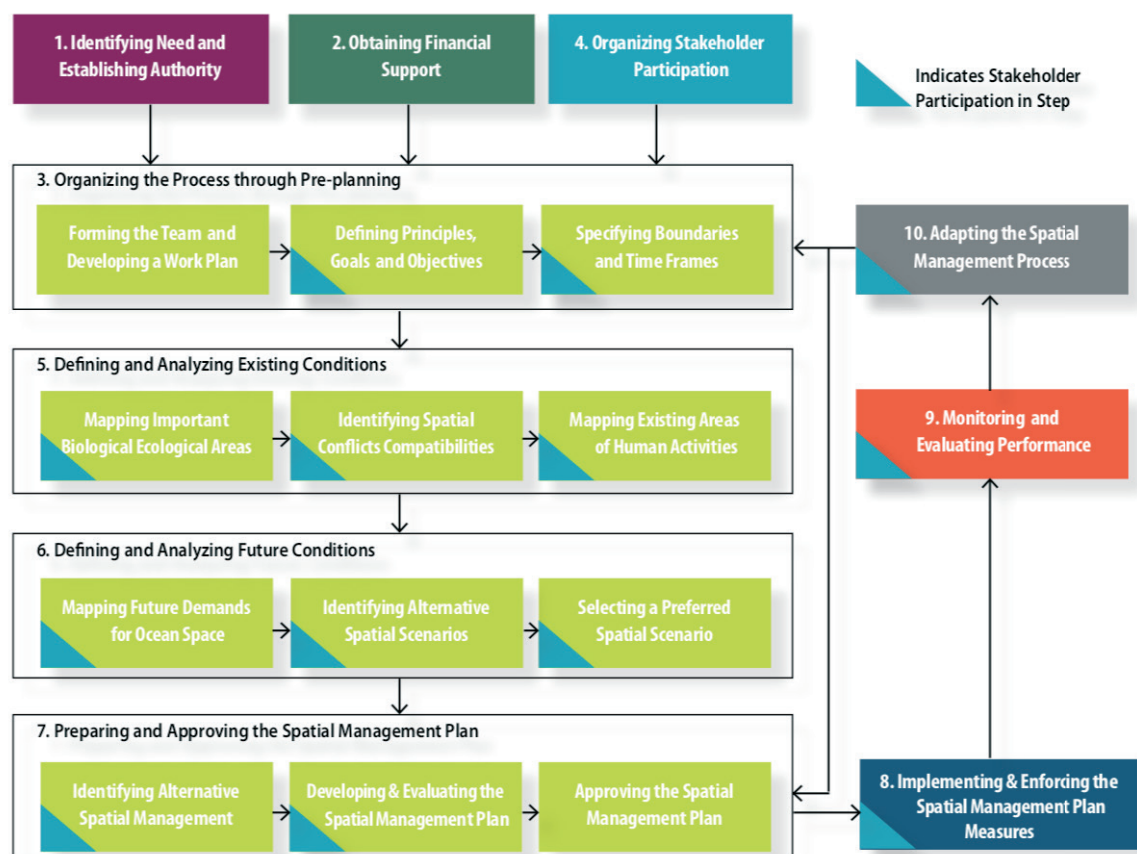 1. Identifying Need and
Establishing Authority
2. Obtaining Financial
Support
4. Organizing Stakeholder
Participation
Indicates Stakeholder
Participation in Step
3. Organizing the Process through Pre-planning
Forming the Team and
Developing a Work Plan
Defining Principles,
Goals and Objectives
Specifying Boundaries
and Time Frames
10. Adapting the Spatial
Management Process
5. Defining and Analyzing Existing Conditions
Mapping Important
Biological Ecological Areas
Identifying Spatial
Conflicts Compatibilities
Mapping Existing Areas
of Human Activities
9. Monitoring and
Evaluating Performance
6. Defining and Analyzing Future Conditions
Mapping Future Demands
for Ocean Space
Identifying Alternative
Spatial Scenarios
Selecting a Preferred
Spatial Scenario
7. Preparing and Approving the Spatial Management Plan
Identifying Alternative
Spatial Management
Developing & Evaluating the
Spatial Management Plan
Approving the Spatial
Management Plan
8. Implementing & Enforcing the
Spatial Management Plan
Measures